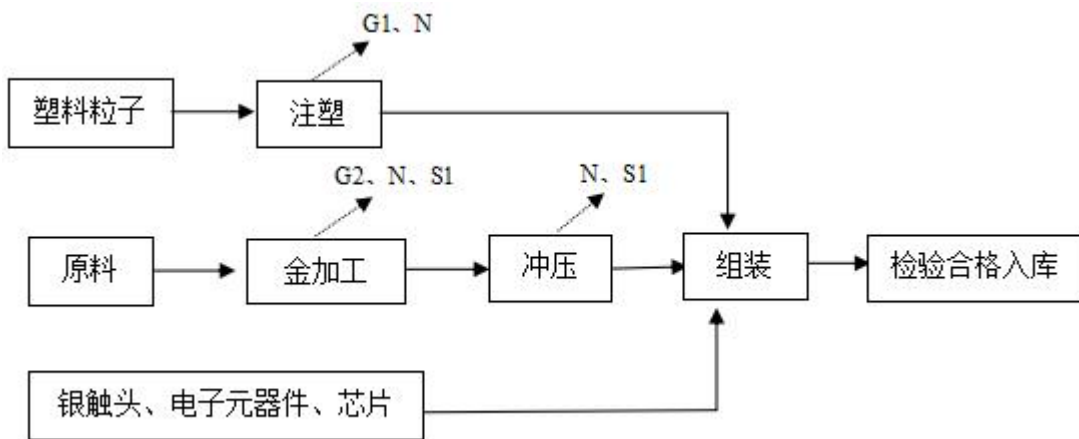 G1、N
塑料粒子
注塑
G2、N、S1
N、S1
原料
金加工
冲压
组装
检验合格入库
银触头、电子元器件、芯片